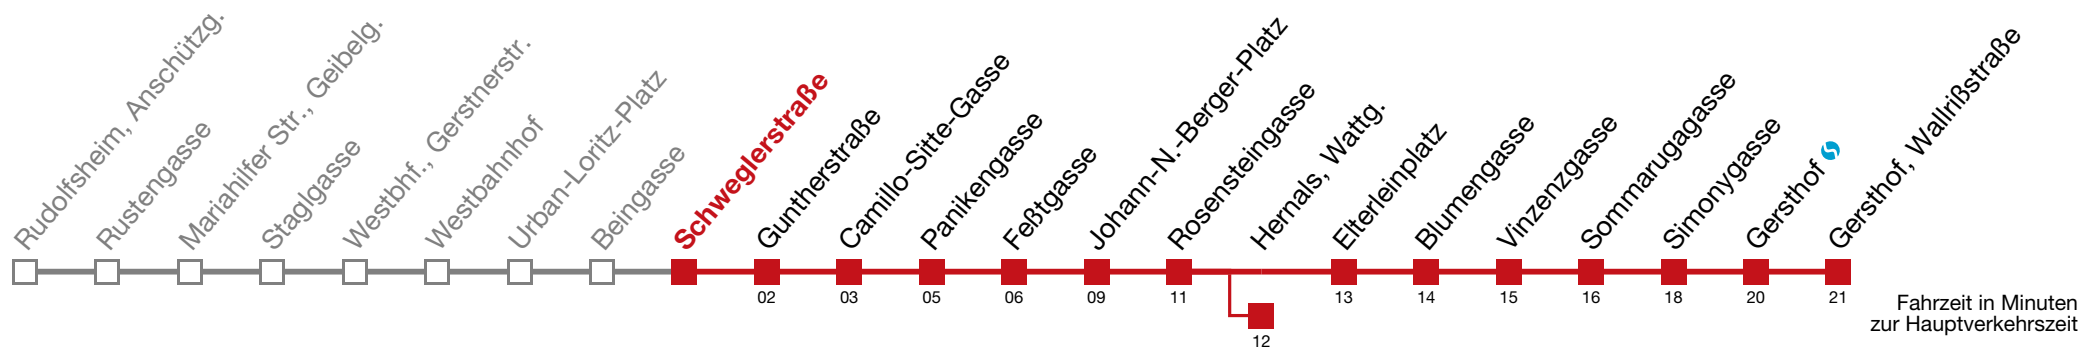 Rudolfsheim, Anschützg.
Rustengasse
Mariahilfer Str., Geibelg.
Staglgasse
Westbhf., Gerstnerstr.
Westbahnhof
Urban-Loritz-Platz
Beingasse
Schweglerstraße
Guntherstraße
Camillo-Sitte-Gasse
Panikengasse
Feßtgasse
Johann-N.-Berger-Platz
Rosensteingasse
Hernals, Wattg.
Elterleinplatz
Blumengasse
Vinzenzgasse
Sommarugagasse
Simonygasse
Gersthof
Gersthof, Wallrißstraße
02
03
05
06
09
11
12
13
14
15
16
18
20
21
Fahrzeit in Minuten
zur Hauptverkehrszeit